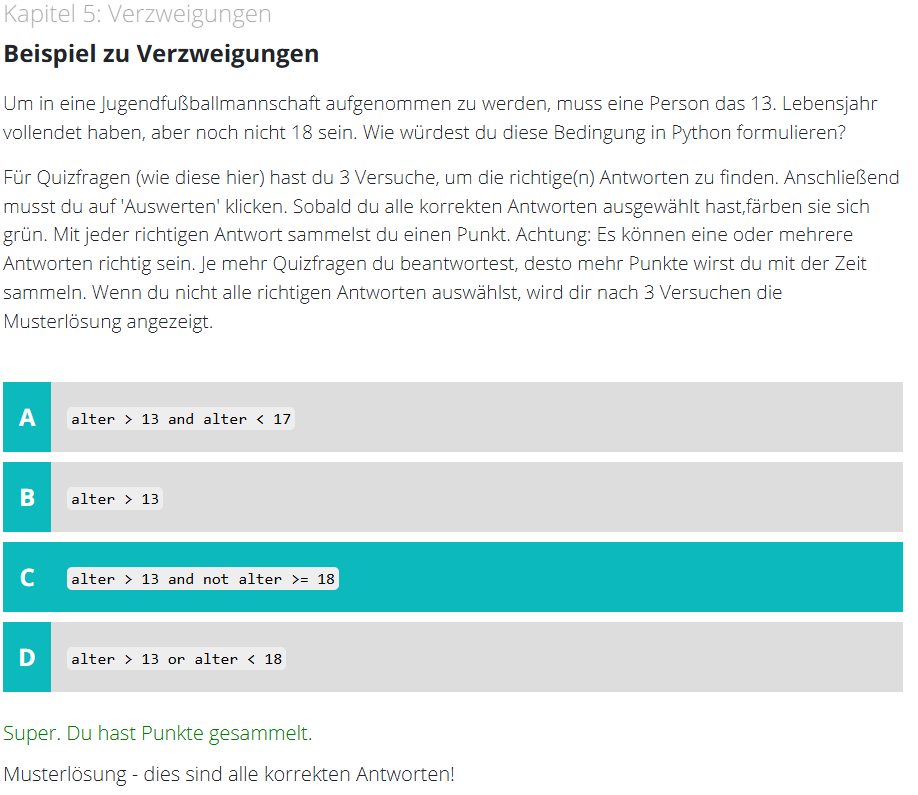 Kapitel 5: Verzweigungen
Beispiel zu Verzweigungen
Um in eine Jugendfußballmannschaft aufgenommen zu werden, muss eine Person das 13. Lebensjahr
vollendet haben, aber noch nicht 18 sein. Wie würdest du diese Bedingung in Python formulieren?
Für Quizfragen (wie diese hier) hast du 3 Versuche, um die richtige(n) Antworten zu finden. Anschließend
musst du auf 'Auswerten' klicken. Sobald du alle korrekten Antworten ausgewählt hast,färben sie sich
grün. Mit jeder richtigen Antwort sammelst du einen Punkt. Achtung: Es können eine oder mehrere
Antworten richtig sein. Je mehr Quizfragen du beantwortest, desto mehr Punkte wirst du mit der Zeit
sammeln. Wenn du nicht alle richtigen Antworten auswählst, wird dir nach 3 Versuchen die
Musterlösung angezeigt.
A alter > 13 and alter < 17
B alter > 13
C alter > 13 and not alter >= 18
D alter > 13 or alter < 18
Super. Du hast Punkte gesammelt.
Musterlösung - dies sind alle korrekten Antworten!